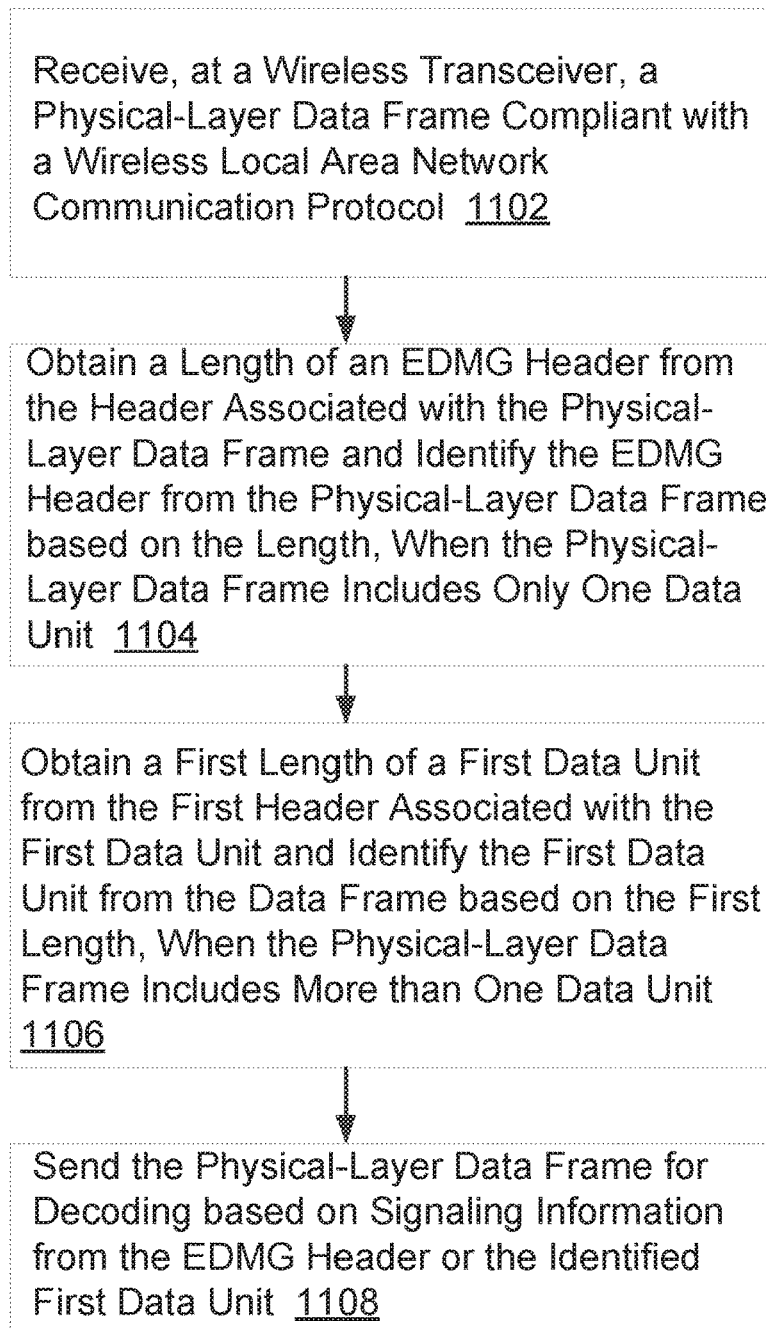 Receive, at a Wireless Transceiver, a
Physical-Layer Data Frame Compliant with
a Wireless Local Area Network
Communication Protocol 1102
Obtain a Length of an EDMG Header from
the Header Associated with the Physical-
Layer Data Frame and Identify the EDMG
Header from the Physical-Layer Data Frame
based on the Length, When the Physical-
Layer Data Frame Includes Only One Data
Unit 1104
Obtain a First Length of a First Data Unit
from the First Header Associated with the
First Data Unit and Identify the First Data
Unit from the Data Frame based on the First
Length, When the Physical-Layer Data
Frame Includes More than One Data Unit
1106
Send the Physical-Layer Data Frame for
Decoding based on Signaling Information
from the EDMG Header or the Identified
First Data Unit 1108